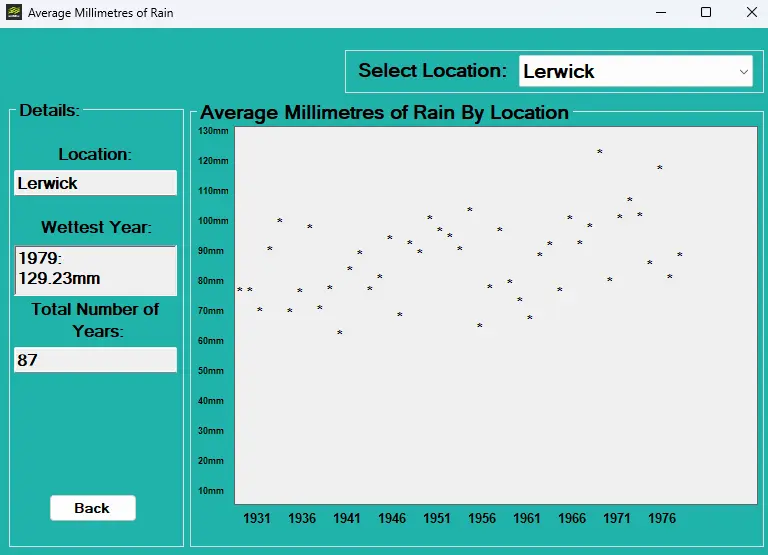 Average Millimetres of Rain
Select Location:
Lerwick
Details:
Location:
Lerwick
Wettest Year:
1979:
129.23mm
Total Number of
Years:
87
Back
Average Millimetres of Rain By Location
130mm
120mm
110mm
100mm
90mm
80mm
70mm
60mm
50mm
40mm
30mm
20mm
10mm
1931 1936 1941 1946 1951 1956 1961 1966 1971 1976